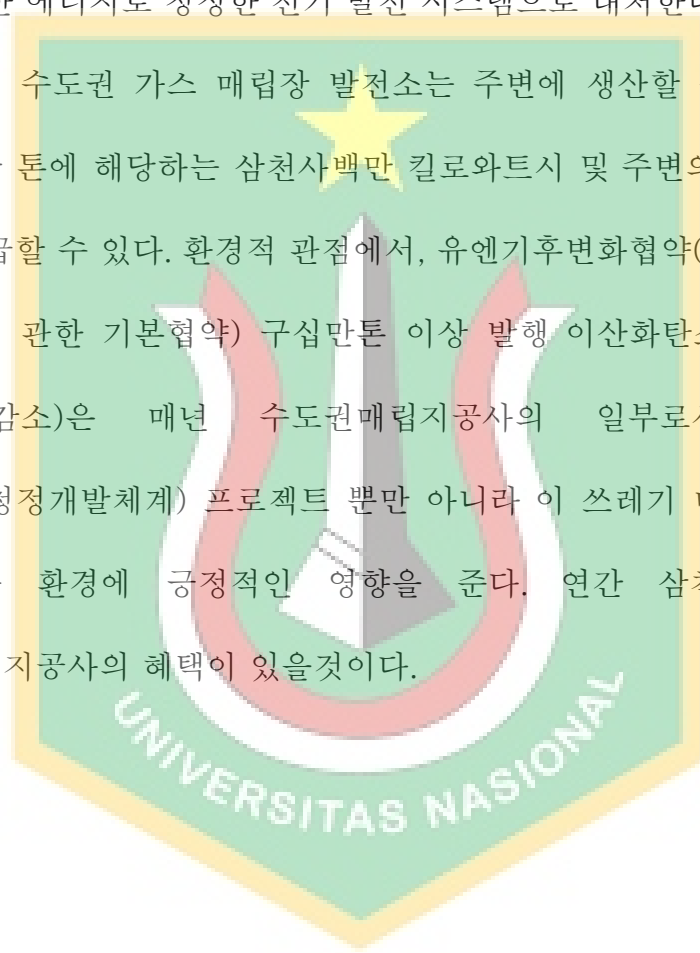 수도권 가스 매립장 발전소는 주변에 생산할
톤에 해당하는 삼천사백만 킬로와트시 및 주변의
급할 수 있다. 환경적 관점에서, 유엔기후변화협약(
관한 기본협약) 구십만톤 이상 발행 이산화탄소
감소)은 매년 수도권매립지공사의 일부로서
청정개발체계) 프로젝트 뿐만 아니라 이 쓰레기
환경에 긍정적인 영향을 준다. 연간 삼천
지공사의 혜택이 있을것이다.
UNIVERSITAS NASIONAL